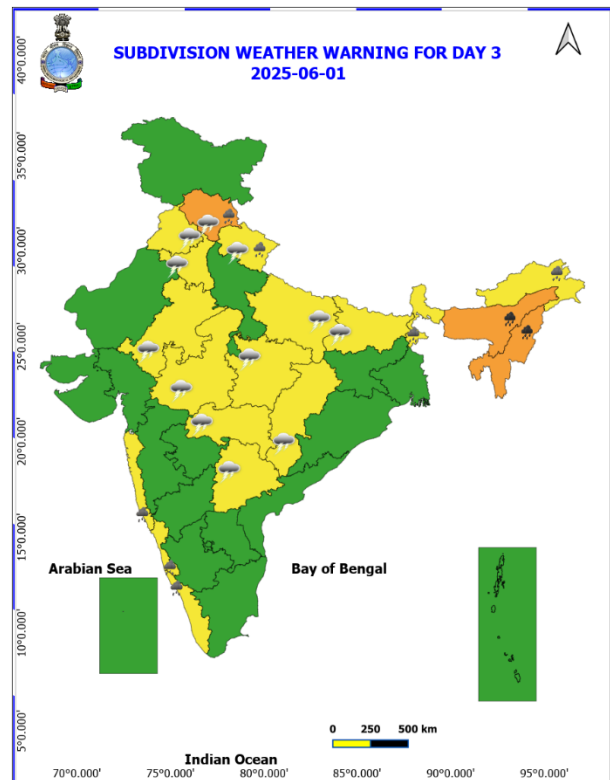 SUBDIVISION WEATHER WARNING FOR DAY 3
2025-06-01
40°0.000'
35°0.000'
30°0.000'
25°0.000'
20°0.000'
15°0.000'
10°0.000'
5°0.000'
Arabian Sea
Bay of Bengal
0 250 500 km
Indian Ocean
70°0.000' 75°0.000' 80°0.000' 85°0.000' 90°0.000' 95°0.000'